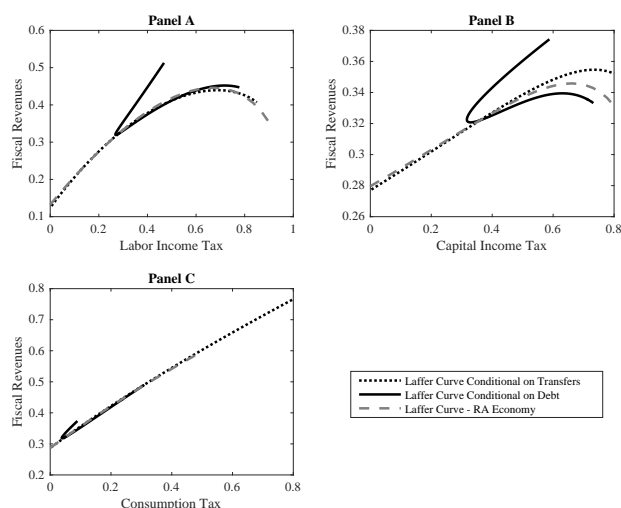 Panel A
Fiscal Revenues
0.6
0.5
0.4
0.3
0.2
0.1
0 0.2 0.4 0.6 0.8 1
Labor Income Tax
Panel B
Fiscal Revenues
0.38
0.36
0.34
0.32
0.3
0.28
0.26
0 0.2 0.4 0.6 0.8
Capital Income Tax
Panel C
Fiscal Revenues
0.8
0.7
0.6
0.5
0.4
0.3
0.2
0 0.2 0.4 0.6 0.8
Consumption Tax
Laffer Curve Conditional on Transfers
Laffer Curve Conditional on Debt
Laffer Curve - RA Economy